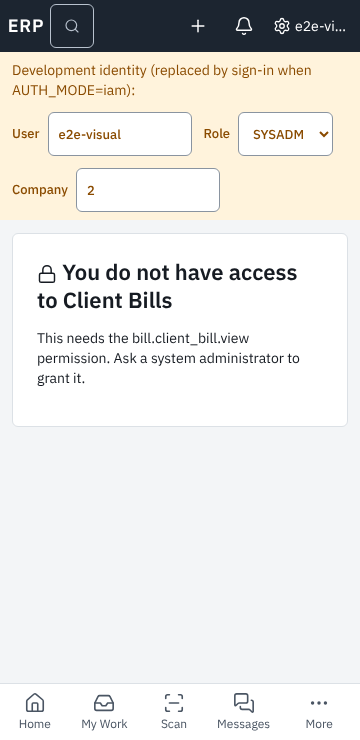 ERP
e2e-vi...
Development identity (replaced by sign-in when
AUTH_MODE=iam):
User e2e-visual Role SYSADM
Company 2
You do not have access
to Client Bills
This needs the bill.client_bill.view
permission. Ask a system administrator to
grant it.
Home My Work Scan Messages More